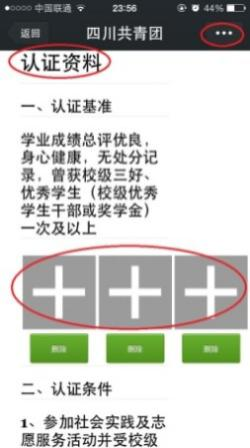 中国联通
23:56
44%
返回
四川共青团
认证资料
一、认证基准
学业成绩总评优良，
身心健康，无处分记
录，曾获校级三好、
优秀学生（校级优秀
学生干部或奖学金）
一次及以上
删除 删除 删除
二、认证条件
1、参加社会实践及志
愿服务活动并受校级